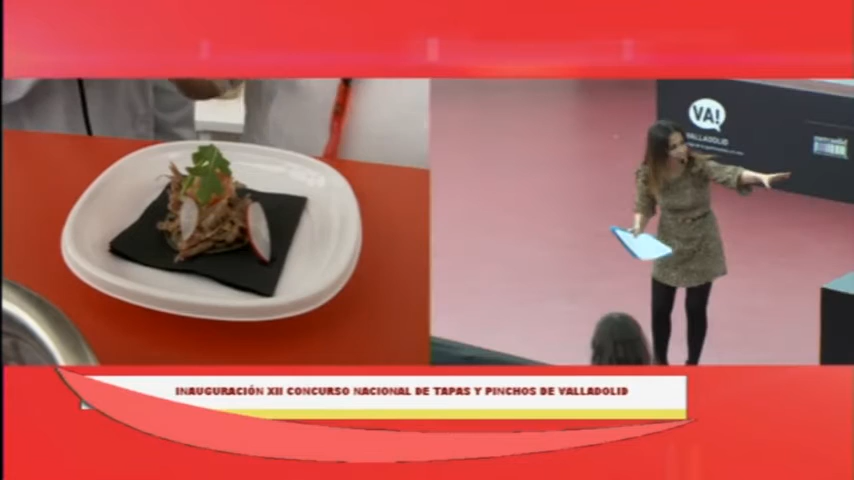 VA!
VALLADOLID
INAUGURACIÓN XII CONCURSO NACIONAL DE TAPAS Y PINCHOS DE VALLADOLID